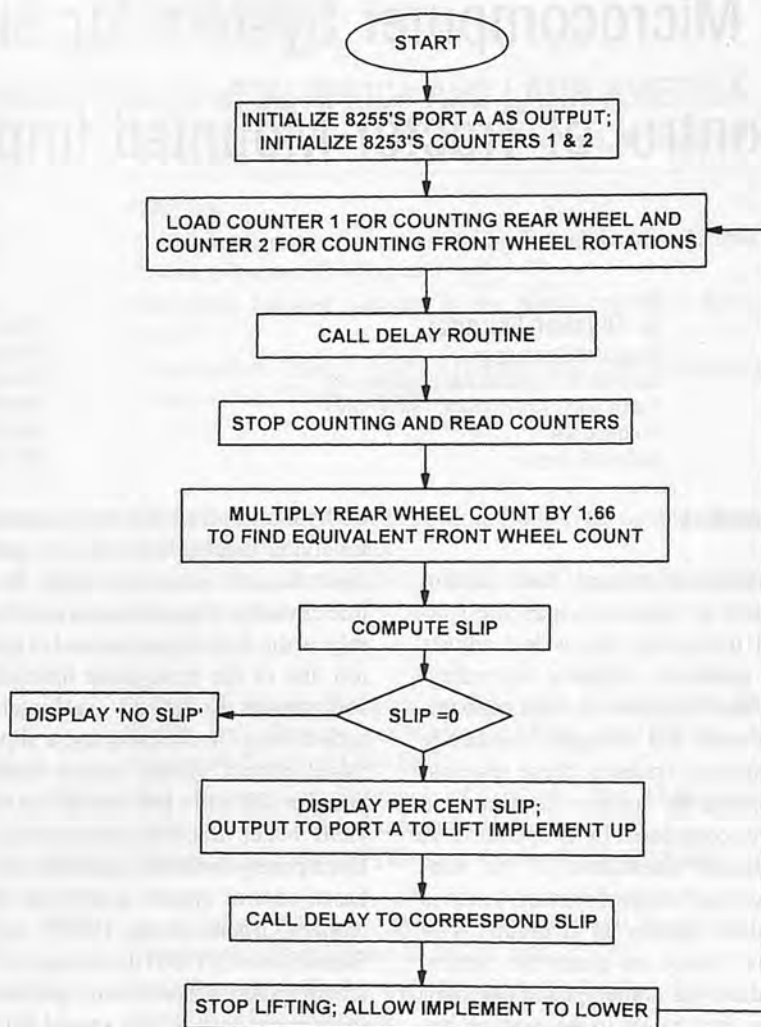 START
INITIALIZE 8255'S PORT A AS OUTPUT;
INITIALIZE 8253'S COUNTERS 1 & 2
LOAD COUNTER 1 FOR COUNTING REAR WHEEL AND
COUNTER 2 FOR COUNTING FRONT WHEEL ROTATIONS
CALL DELAY ROUTINE
STOP COUNTING AND READ COUNTERS
MULTIPLY REAR WHEEL COUNT BY 1.66
TO FIND EQUIVALENT FRONT WHEEL COUNT
COMPUTE SLIP
DISPLAY 'NO SLIP'
SLIP =0
DISPLAY PERCENT SLIP;
OUTPUT TO PORT A TO LIFT IMPLEMENT UP
CALL DELAY TO CORRESPOND SLIP
STOP LIFTING; ALLOW IMPLEMENT TO LOWER